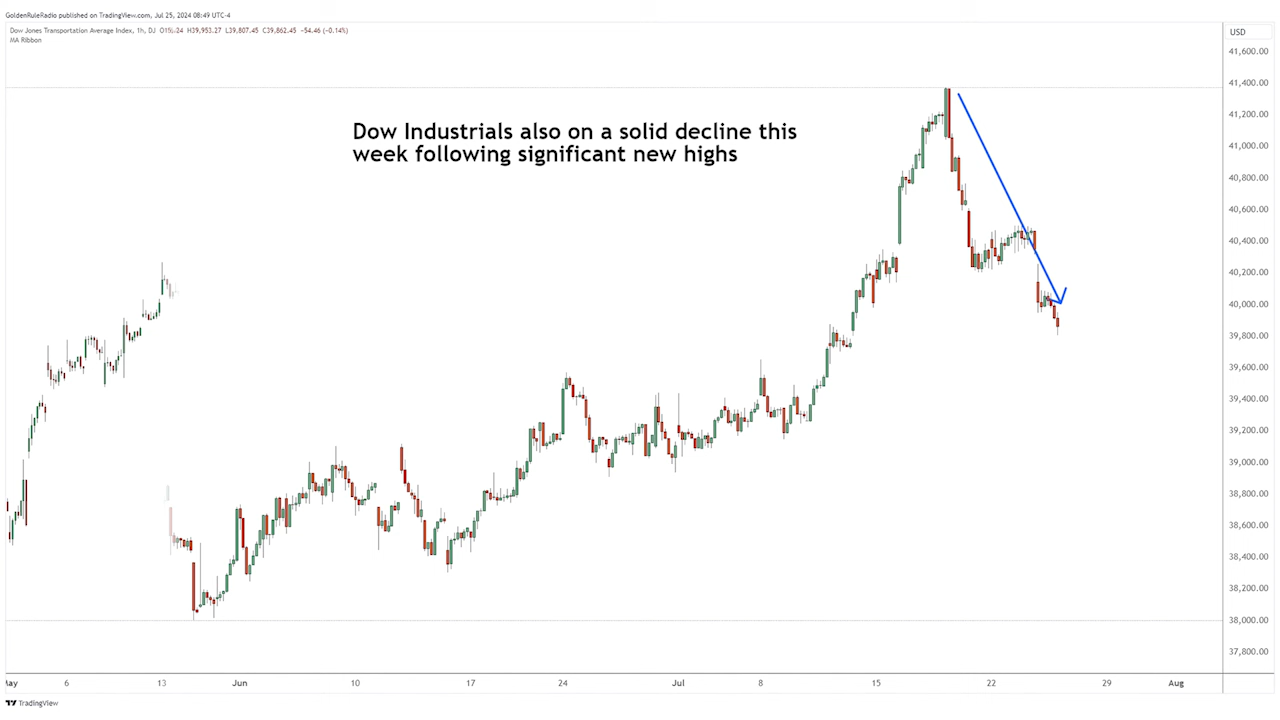 GoldenRuleRadio published on TradingView.com, Jul 25, 2024 08:49 UTC-4
Dow Jones Transportation Average Index, 1h, DJ H39,953.27 L39,807.45 C39,862.45 −54.46 (−0.14%)
MA Ribbon
USD
Dow Industrials also on a solid decline this
week following significant new highs
41,600.00
41,400.00
41,200.00
41,000.00
40,800.00
40,600.00
40,400.00
40,200.00
40,000.00
39,800.00
39,600.00
39,400.00
39,200.00
39,000.00
38,800.00
38,600.00
38,400.00
38,200.00
38,000.00
37,800.00
May 6 13 Jun 10 17 24 Jul 8 15 22 29 Aug
TradingView